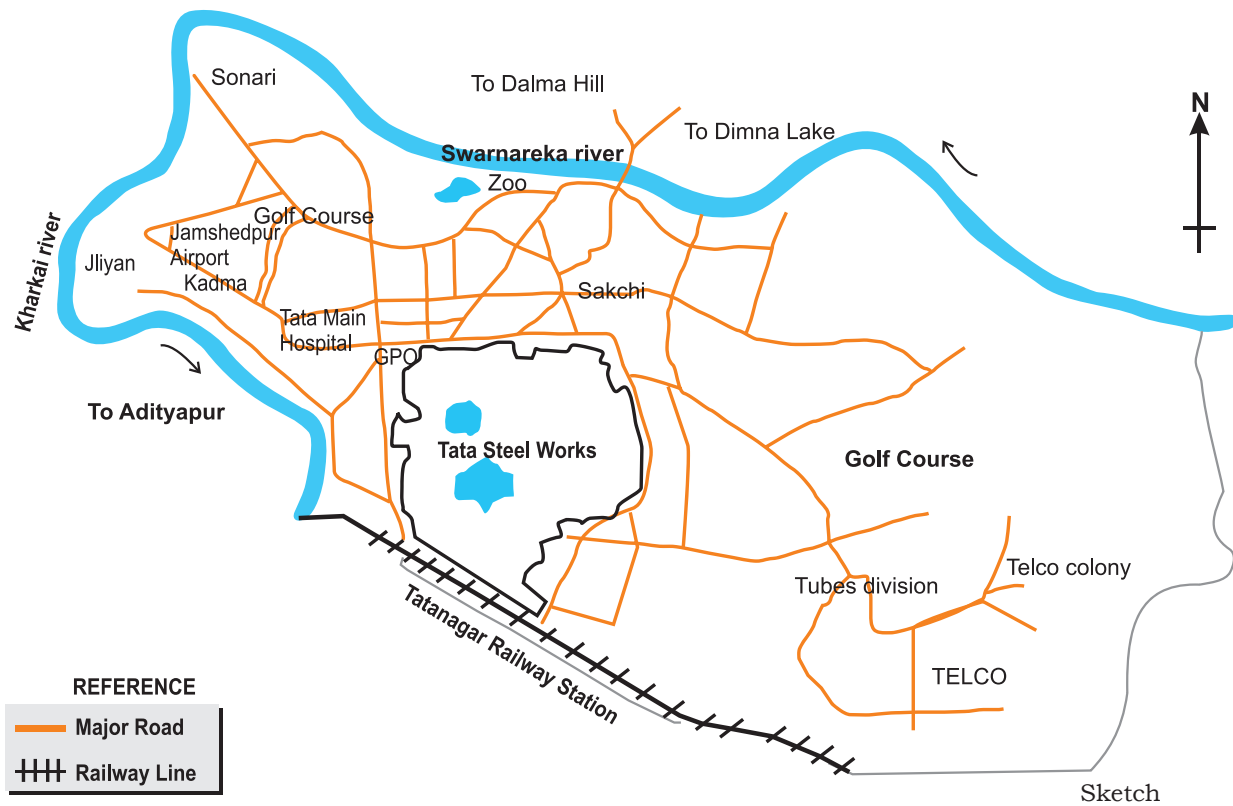 Sonari
To Dalma Hill
N
To Dimna Lake
Swarnareka river
Zoo
Golf Course
Jamshedpur
Airport
Kadma
Jliyan
Kharkai river
Sakchi
Tata Main
Hospital
GPO
To Adityapur
Tata Steel Works
Golf Course
Telco colony
Tubes division
Tatanagar Railway Station
TELCO
REFERENCE
Major Road
Railway Line
Sketch